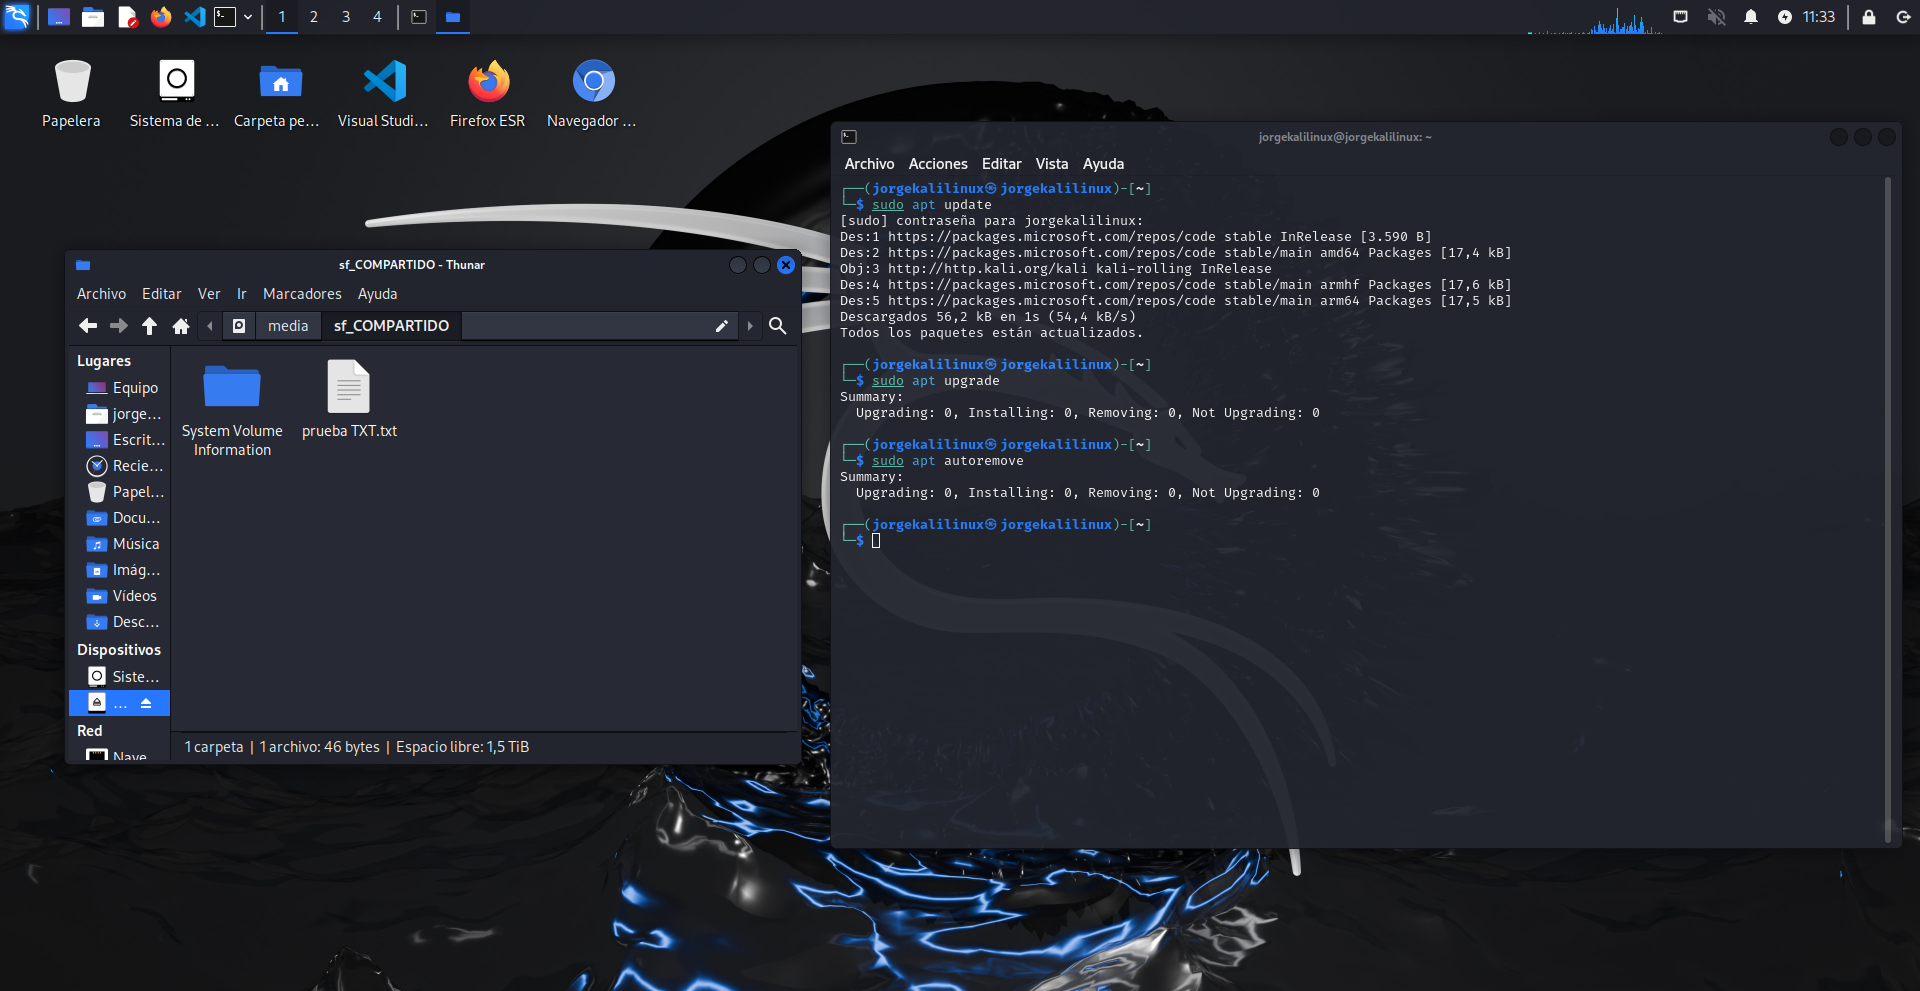 1 2 3 4
11:33
Papelera
Sistema de ...
Carpeta pe...
Visual Studi...
Firefox ESR
Navegador ...
sf_COMPARTIDO - Thunar
Archivo Editar Ver Ir Marcadores Ayuda
media sf_COMPARTIDO
Lugares
Equipo
jorge...
Escrit...
Recie...
Papel...
Docu...
Música
Imág...
Vídeos
Desc...
Dispositivos
Siste...
...
Red
Nave
System Volume
Information
prueba TXT.txt
1 carpeta | 1 archivo: 46 bytes | Espacio libre: 1,5 TiB
jorgekalilinux@jorgekalilinux: ~
Archivo Acciones Editar Vista Ayuda
┌──(jorgekalilinux㉿jorgekalilinux)-[~]
└─$ sudo apt update
[sudo] contraseña para jorgekalilinux:
Des:1 https://packages.microsoft.com/repos/code stable InRelease [3.590 B]
Des:2 https://packages.microsoft.com/repos/code stable/main amd64 Packages [17,4 kB]
Obj:3 http://http.kali.org/kali kali-rolling InRelease
Des:4 https://packages.microsoft.com/repos/code stable/main armhf Packages [17,6 kB]
Des:5 https://packages.microsoft.com/repos/code stable/main arm64 Packages [17,5 kB]
Descargados 56,2 kB en 1s (54,4 kB/s)
Todos los paquetes están actualizados.
┌──(jorgekalilinux㉿jorgekalilinux)-[~]
└─$ sudo apt upgrade
Summary:
Upgrading: 0, Installing: 0, Removing: 0, Not Upgrading: 0
┌──(jorgekalilinux㉿jorgekalilinux)-[~]
└─$ sudo apt autoremove
Summary:
Upgrading: 0, Installing: 0, Removing: 0, Not Upgrading: 0
┌──(jorgekalilinux㉿jorgekalilinux)-[~]
└─$